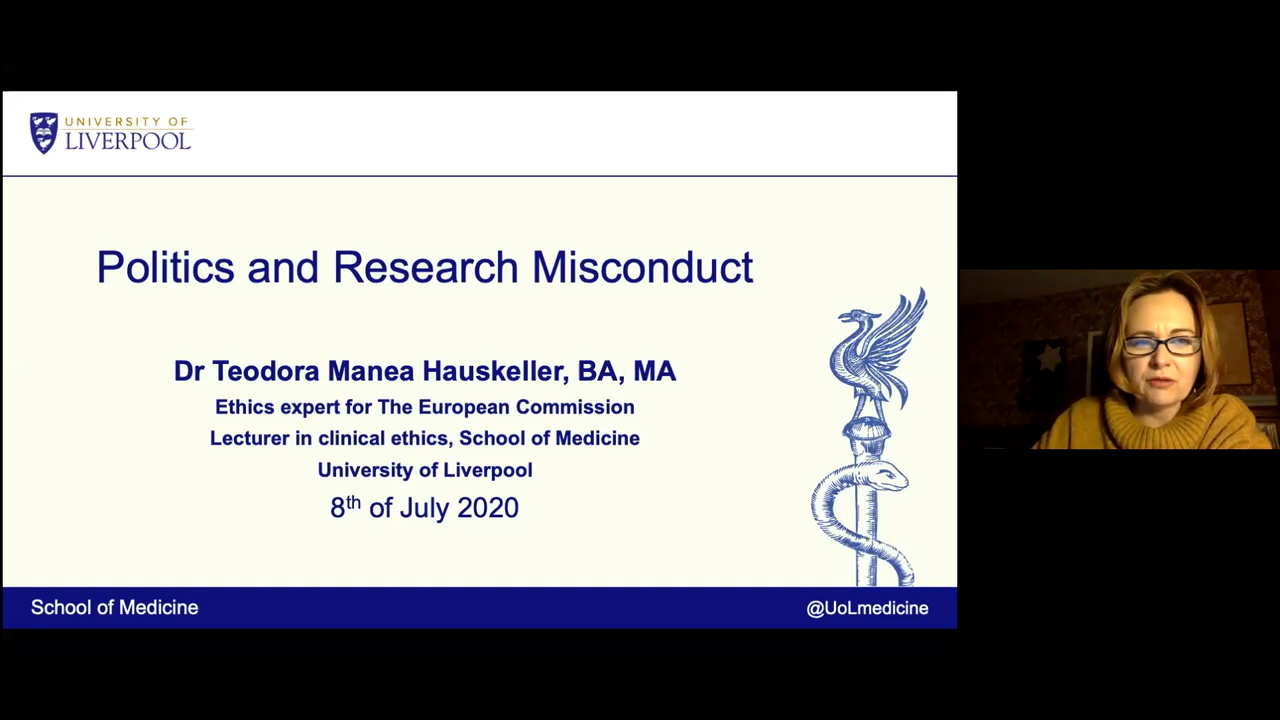 UNIVERSITY OF
LIVERPOOL
Politics and Research Misconduct
Dr Teodora Manea Hauskeller, BA, MA
Ethics expert for The European Commission
Lecturer in clinical ethics, School of Medicine
University of Liverpool
8th of July 2020
School of Medicine
@UoLmedicine